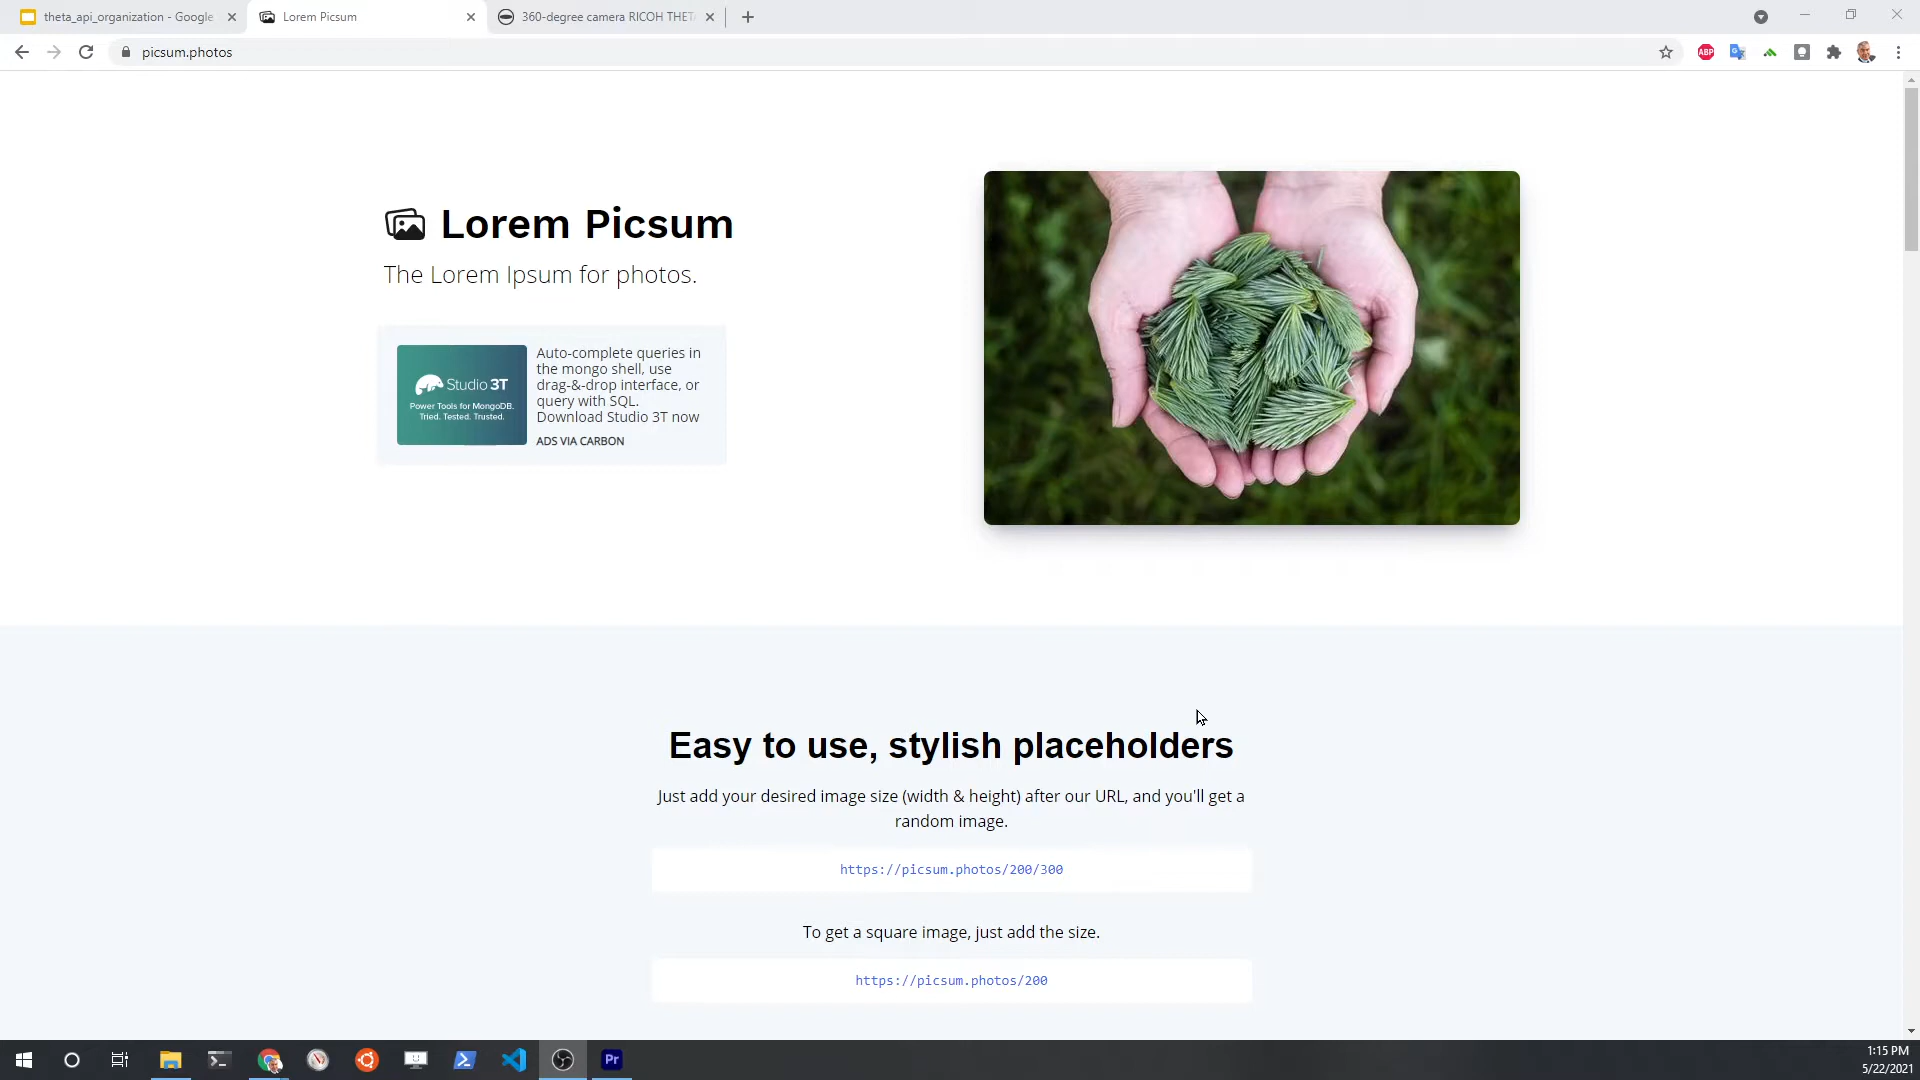 theta_api_organization - Google
Lorem Picsum
360-degree camera RICOH THET
picsum.photos
ABP
Lorem Picsum
The Lorem Ipsum for photos.
Studio 3T
Power Tools for MongoDB.
Tried. Tested. Trusted.
Auto-complete queries in
the mongo shell, use
drag-&-drop interface, or
query with SQL.
Download Studio 3T now
ADS VIA CARBON
Easy to use, stylish placeholders
Just add your desired image size (width & height) after our URL, and you'll get a
random image.
https://picsum.photos/200/300
To get a square image, just add the size.
https://picsum.photos/200
Pr
1:15 PM
5/22/2021